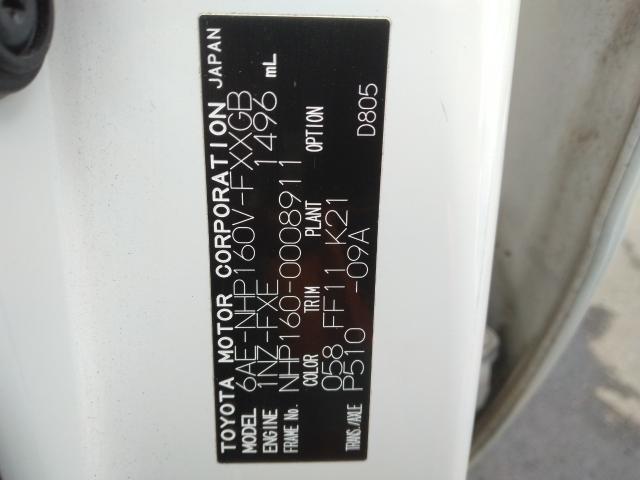 TOYOTA MOTOR CORPORATION JAPAN
MODEL 6AE-NHP160V-FXXGB
ENGINE 1NZ-FXE 1496 mL
FRAME No. NHP160-0008911
COLOR TRIM PLANT OPTION
058 FF11 K21
TRANS./AXLE P510 -09A D805